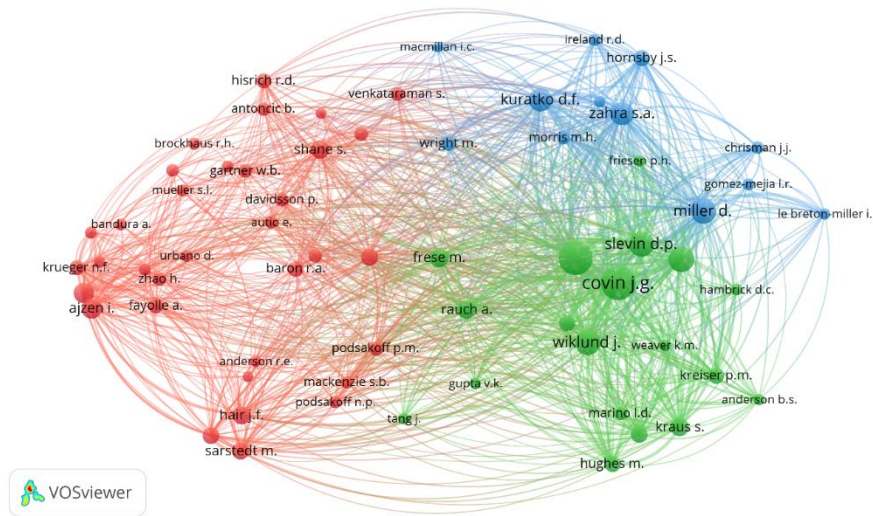 ireland r.d.
macmillan i.c.
hornsby j.s.
hisrich r.d.
venkataraman s.
kuratko d.f.
antoncic b.
zahra s.a.
brockhaus r.h.
shane s.
wright m.
morris m.h.
chrisman j.j.
friesen p.h.
gartner w.b.
mueller s.l.
gomez-mejia l.r.
davidsson p.
miller d.
le breton-miller i.
bandura a.
autio e.
slevin d.p.
urbano d.
frese m.
krueger n.f.
baron r.a.
zhao h.
covin j.g.
hambrick d.c.
ajzen i.
fayolle a.
rauch a.
wiklund j.
weaver k.m.
podsakoff p.m.
anderson r.e.
kreiser p.m.
mackenzie s.b.
gupta v.k.
podsakoff n.p.
anderson b.s.
hair j.f.
tang j.
marino l.d.
kraus s.
sarstedt m.
hughes m.
VOSviewer